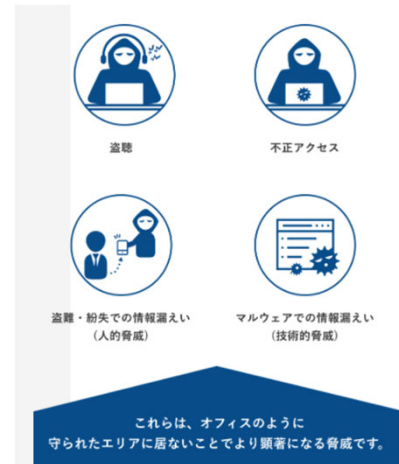 盗聴
不正アクセス
盗難・紛失での情報漏えい
（人的脅威）
マルウェアでの情報漏えい
（技術的脅威）
これらは、オフィスのように
守られたエリアに居ないことでより顕著になる脅威です。